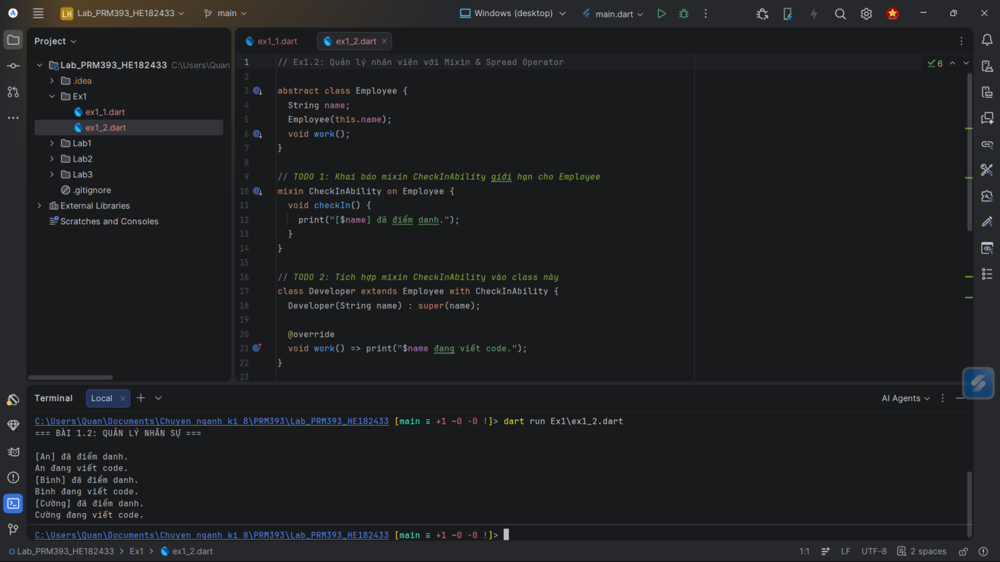 LH Lab_PRM393_HE182433 main Windows (desktop) main.dart
Project
Lab_PRM393_HE182433 C:\Users\Quan
.idea
Ex1
ex1_1.dart
ex1_2.dart
Lab1
Lab2
Lab3
.gitignore
External Libraries
Scratches and Consoles
ex1_1.dart ex1_2.dart
6
1 // Ex1.2: Quản lý nhân viên với Mixin & Spread Operator
2
3 abstract class Employee {
4 String name;
5 Employee(this.name);
6 void work();
7 }
8
9 // TODO 1: Khai báo mixin CheckInAbility giới hạn cho Employee
10 mixin CheckInAbility on Employee {
11 void checkIn() {
12 print("[$name] đã điểm danh.");
13 }
14 }
15
16 // TODO 2: Tích hợp mixin CheckInAbility vào class này
17 class Developer extends Employee with CheckInAbility {
18 Developer(String name) : super(name);
19
20 @override
21 void work() => print("$name đang viết code.");
22 }
23
Terminal Local AI Agents
C:\Users\Quan\Documents\Chuyen nganh ki 8\PRM393\Lab_PRM393_HE182433 [main ≡ +1 ~0 -0 !]> dart run Ex1\ex1_2.dart
=== BÀI 1.2: QUẢN LÝ NHÂN SỰ ===
[An] đã điểm danh.
An đang viết code.
[Bình] đã điểm danh.
Bình đang viết code.
[Cường] đã điểm danh.
Cường đang viết code.
C:\Users\Quan\Documents\Chuyen nganh ki 8\PRM393\Lab_PRM393_HE182433 [main ≡ +1 ~0 -0 !]>
Lab_PRM393_HE182433 > Ex1 > ex1_2.dart 1:1 LF UTF-8 2 spaces